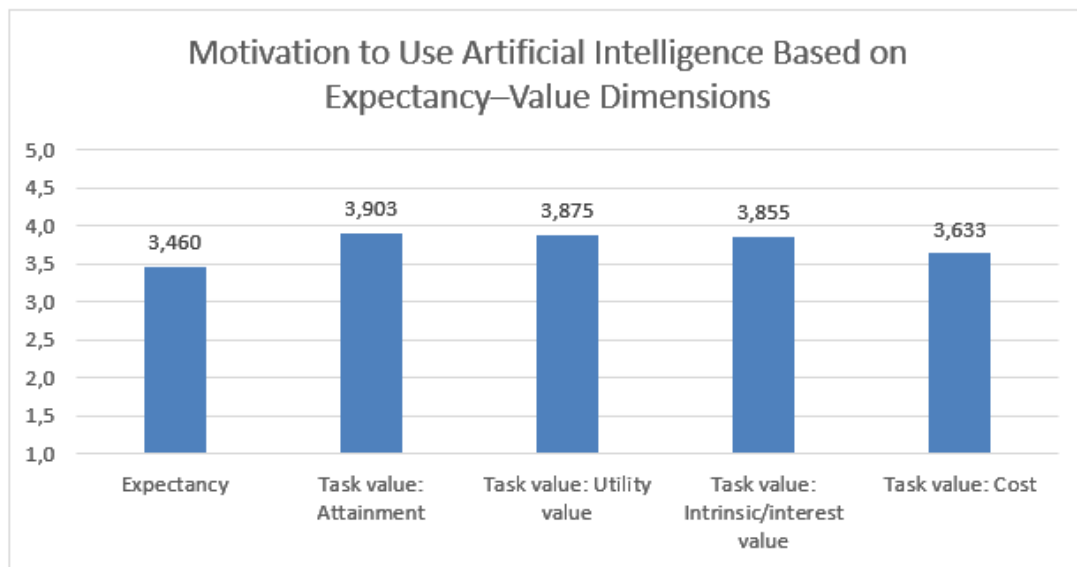 Motivation to Use Artificial Intelligence Based on
Expectancy–Value Dimensions
5,0
4,5
4,0
3,5
3,0
2,5
2,0
1,5
1,0
3,460
3,903
3,875
3,855
3,633
Expectancy
Task value:
Attainment
Task value: Utility
value
Task value:
Intrinsic/interest
value
Task value: Cost